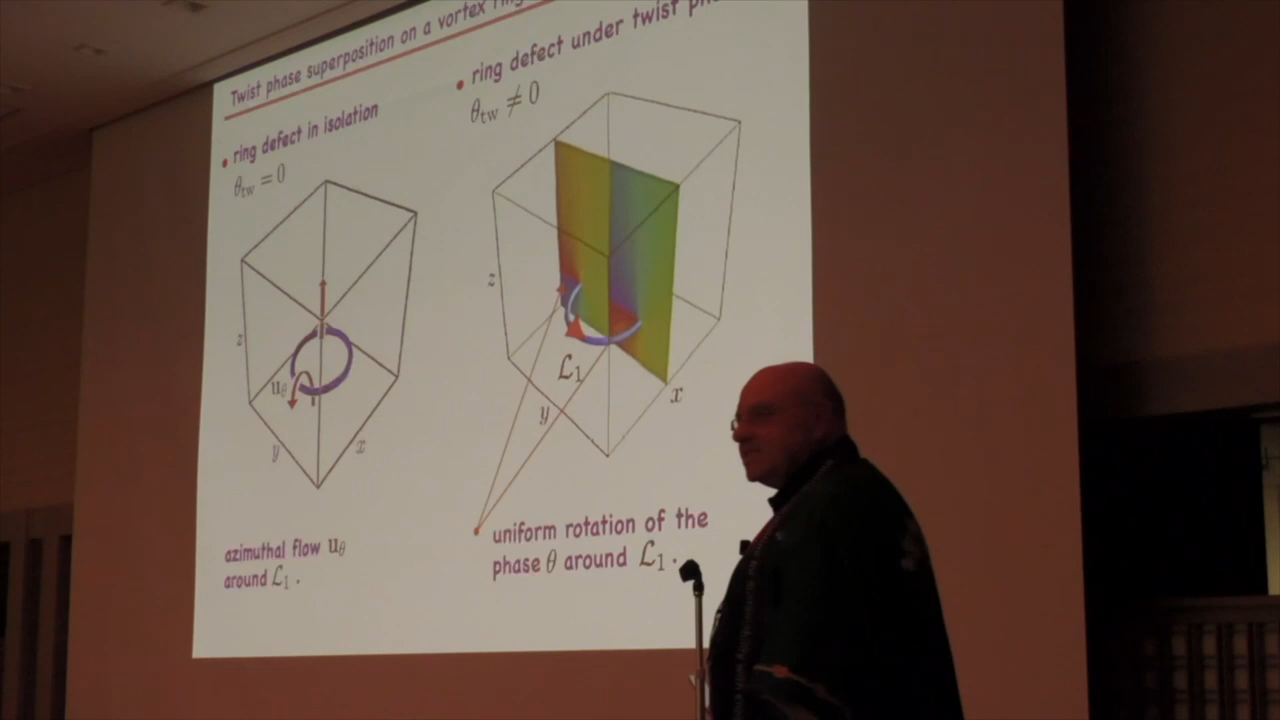 Twist phase superposition on a vortex ring
• ring defect in isolation
θtw = 0
z
uθ
y
x
azimuthal flow uθ
around ℒ1.
• ring defect under twist
θtw ≠ 0
z
ℒ1
y
x
uniform rotation of the
phase θ around ℒ1.